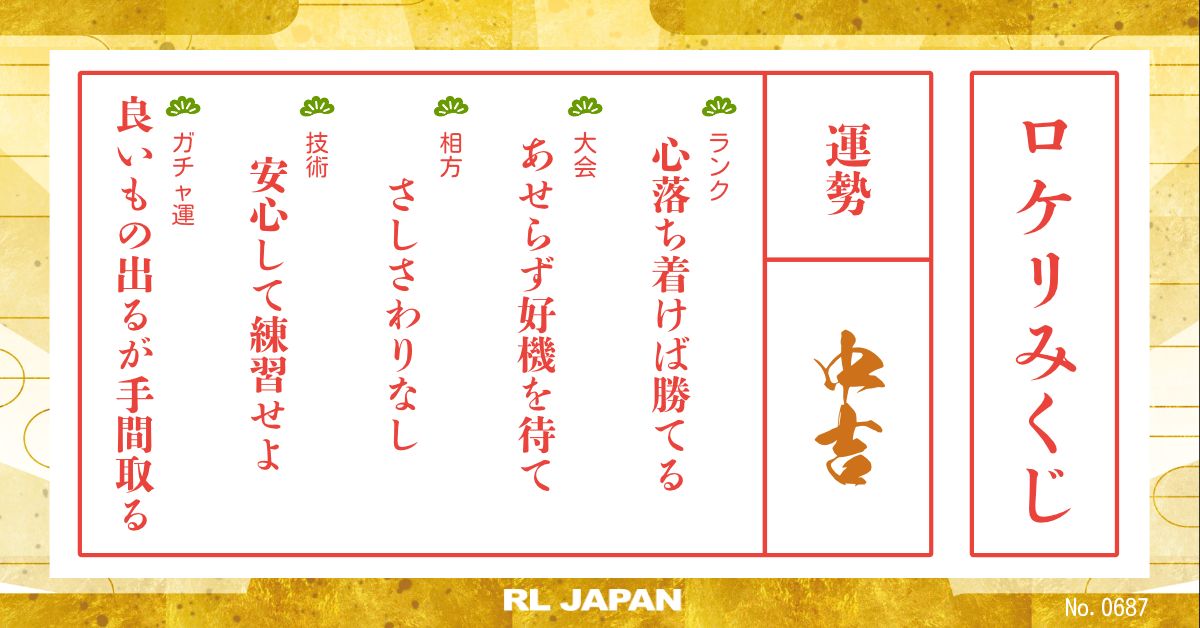 ロケリみくじ
運勢
中吉
ランク
心落ち着けば勝てる
大会
あせらず好機を待て
相方
さしさわりなし
技術
安心して練習せよ
ガチャ運
良いもの出るが手間取る
RL JAPAN
No. 0687